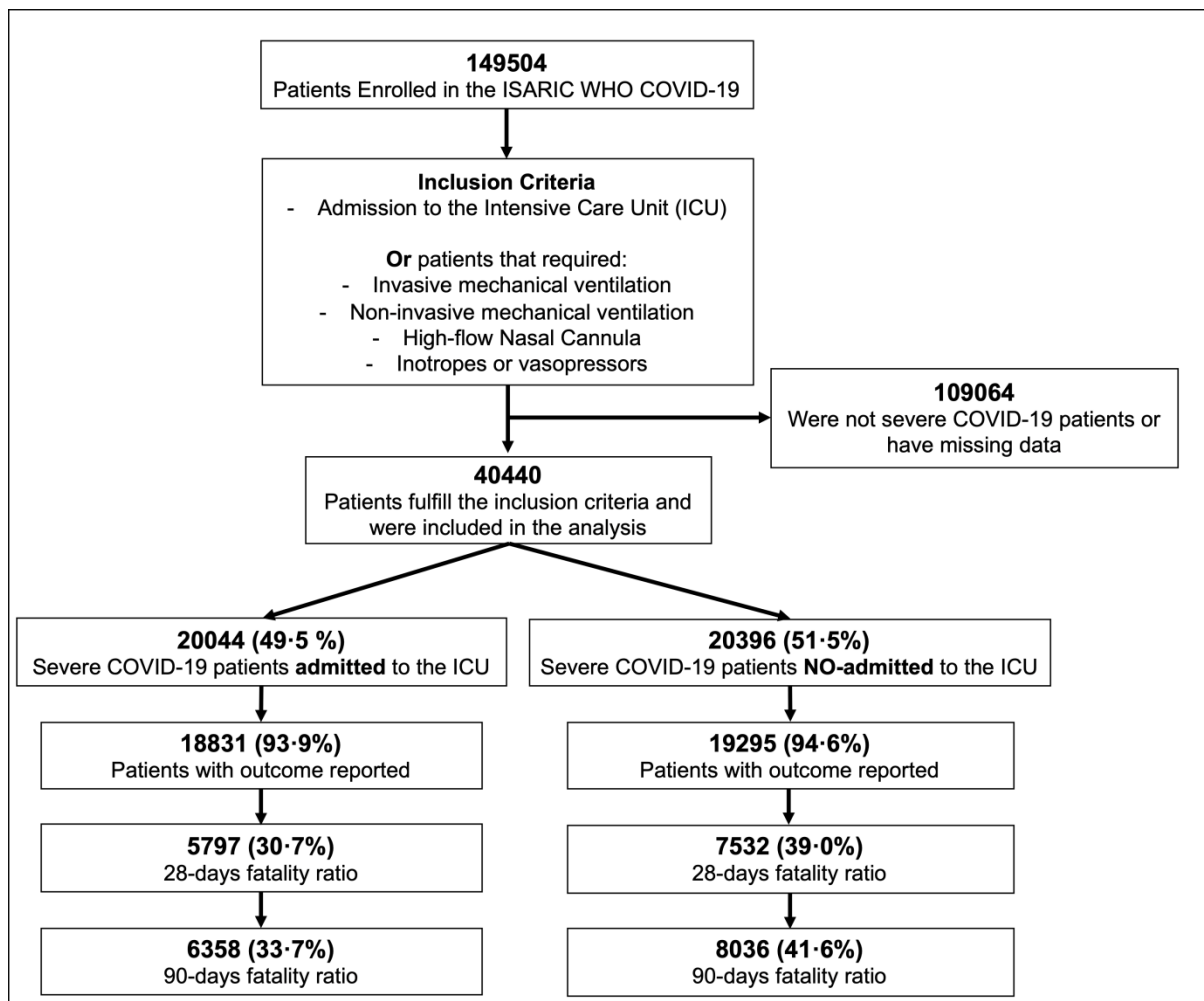 149504
Patients Enrolled in the ISARIC WHO COVID-19
Inclusion Criteria
- Admission to the Intensive Care Unit (ICU)
Or patients that required:
- Invasive mechanical ventilation
- Non-invasive mechanical ventilation
- High-flow Nasal Cannula
- Inotropes or vasopressors
109064
Were not severe COVID-19 patients or
have missing data
40440
Patients fulfill the inclusion criteria and
were included in the analysis
20044 (49·5 %)
Severe COVID-19 patients admitted to the ICU
20396 (51·5%)
Severe COVID-19 patients NO-admitted to the ICU
18831 (93·9%)
Patients with outcome reported
19295 (94·6%)
Patients with outcome reported
5797 (30·7%)
28-days fatality ratio
7532 (39·0%)
28-days fatality ratio
6358 (33·7%)
90-days fatality ratio
8036 (41·6%)
90-days fatality ratio